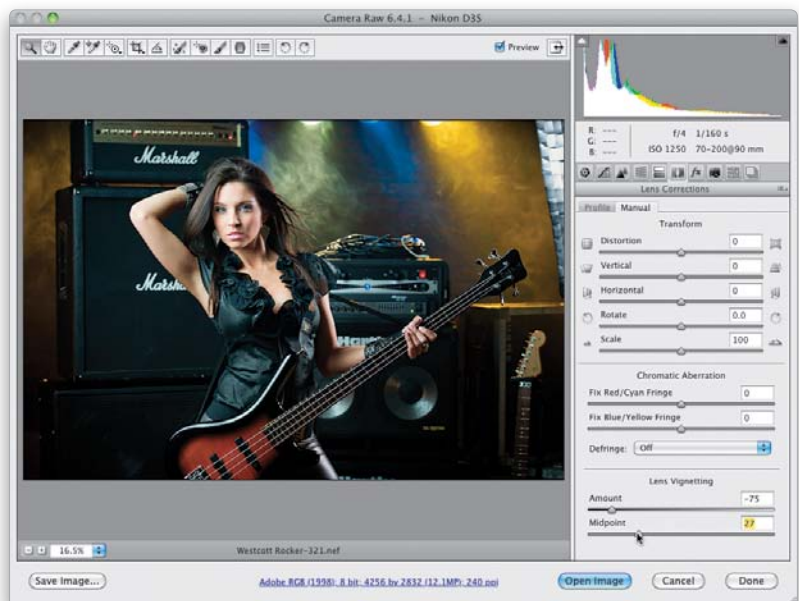 Camera Raw 6.4.1 – Nikon D3S
Preview
Marshall
R: ---
G: ---
B: ---
f/4 1/160 s
ISO 1250 70-200@90 mm
Lens Corrections
Profile Manual
Transform
Distortion 0
Vertical 0
Horizontal 0
Rotate 0.0
Scale 100
Chromatic Aberration
Fix Red/Cyan Fringe 0
Fix Blue/Yellow Fringe 0
Defringe: Off
Lens Vignetting
Amount -75
Midpoint 27
16.5%
Westcott Rocker-321.nef
Save Image...
Adobe RGB (1998); 8 bit; 4256 by 2832 (12.1MP); 240 ppi
Open Image Cancel Done